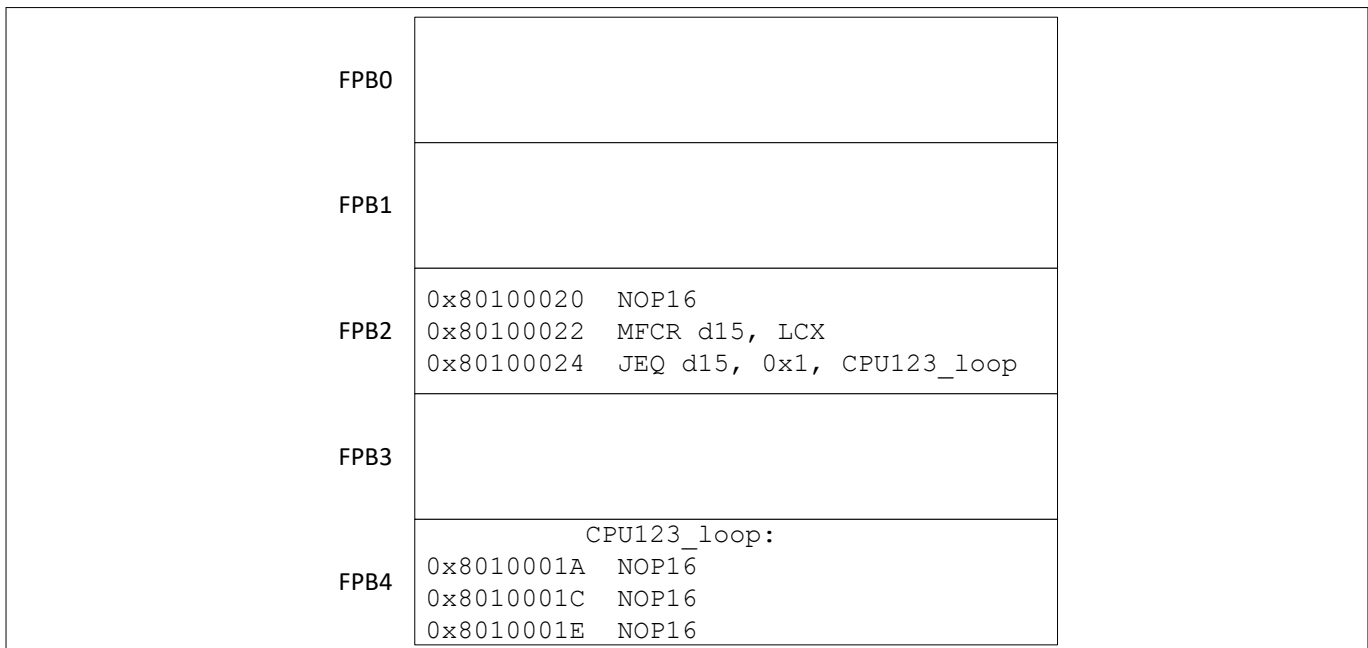 FPB0
FPB1
FPB2
0x80100020 NOP16
0x80100022 MFCR d15, LCX
0x80100024 JEQ d15, 0x1, CPU123_loop
FPB3
FPB4
CPU123_loop:
0x8010001A NOP16
0x8010001C NOP16
0x8010001E NOP16